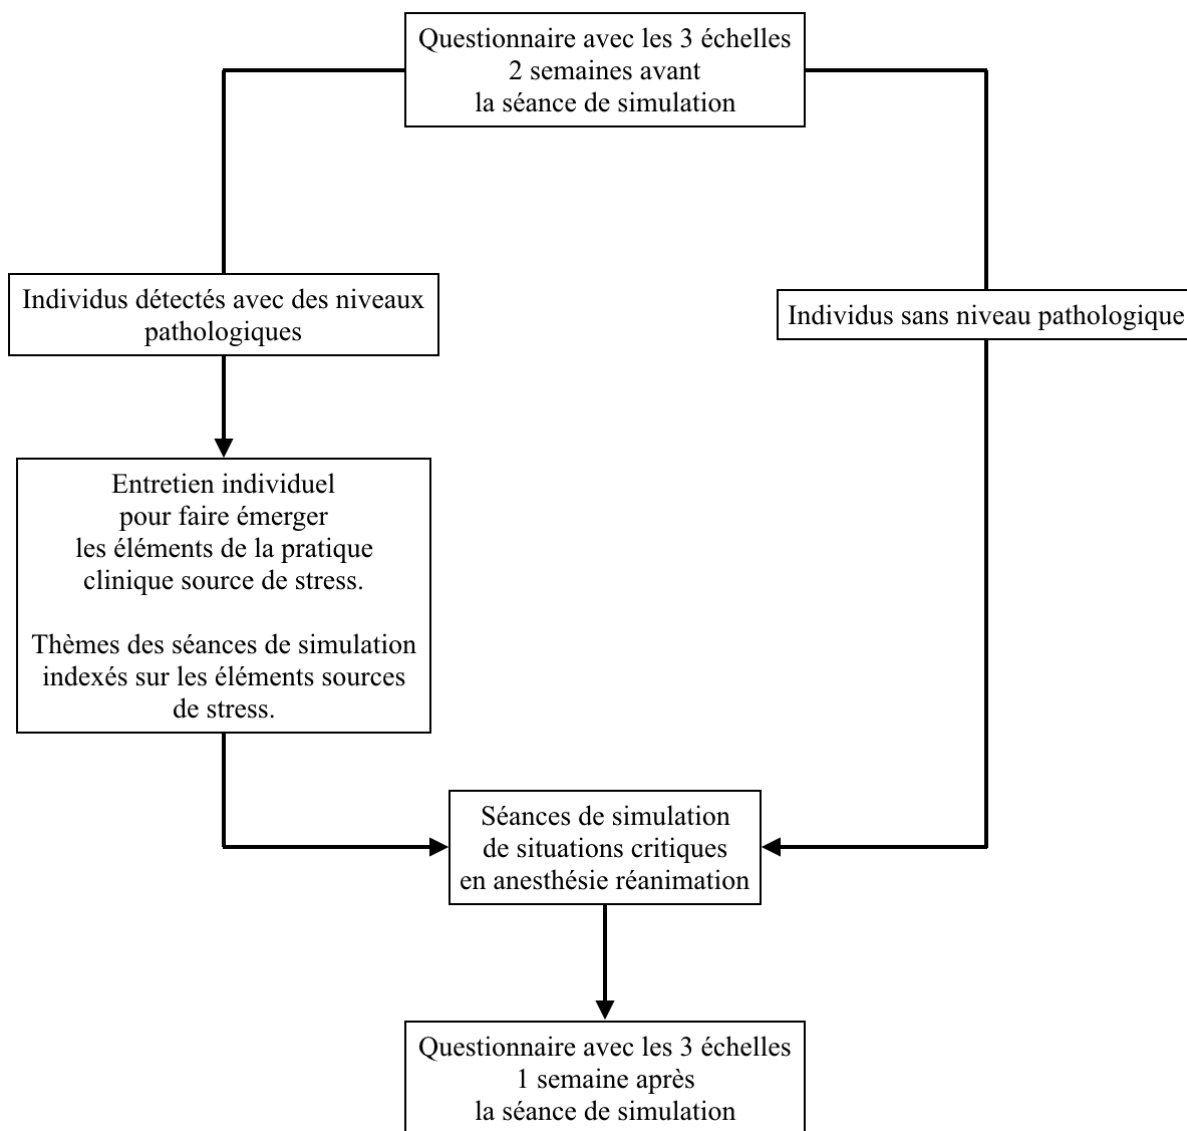 Questionnaire avec les 3 échelles
2 semaines avant
la séance de simulation
Individus détectés avec des niveaux
pathologiques
Individus sans niveau pathologique
Entretien individuel
pour faire émerger
les éléments de la pratique
clinique source de stress.
Thèmes des séances de simulation
indexés sur les éléments sources
de stress.
Séances de simulation
de situations critiques
en anesthésie réanimation
Questionnaire avec les 3 échelles
1 semaine après
la séance de simulation